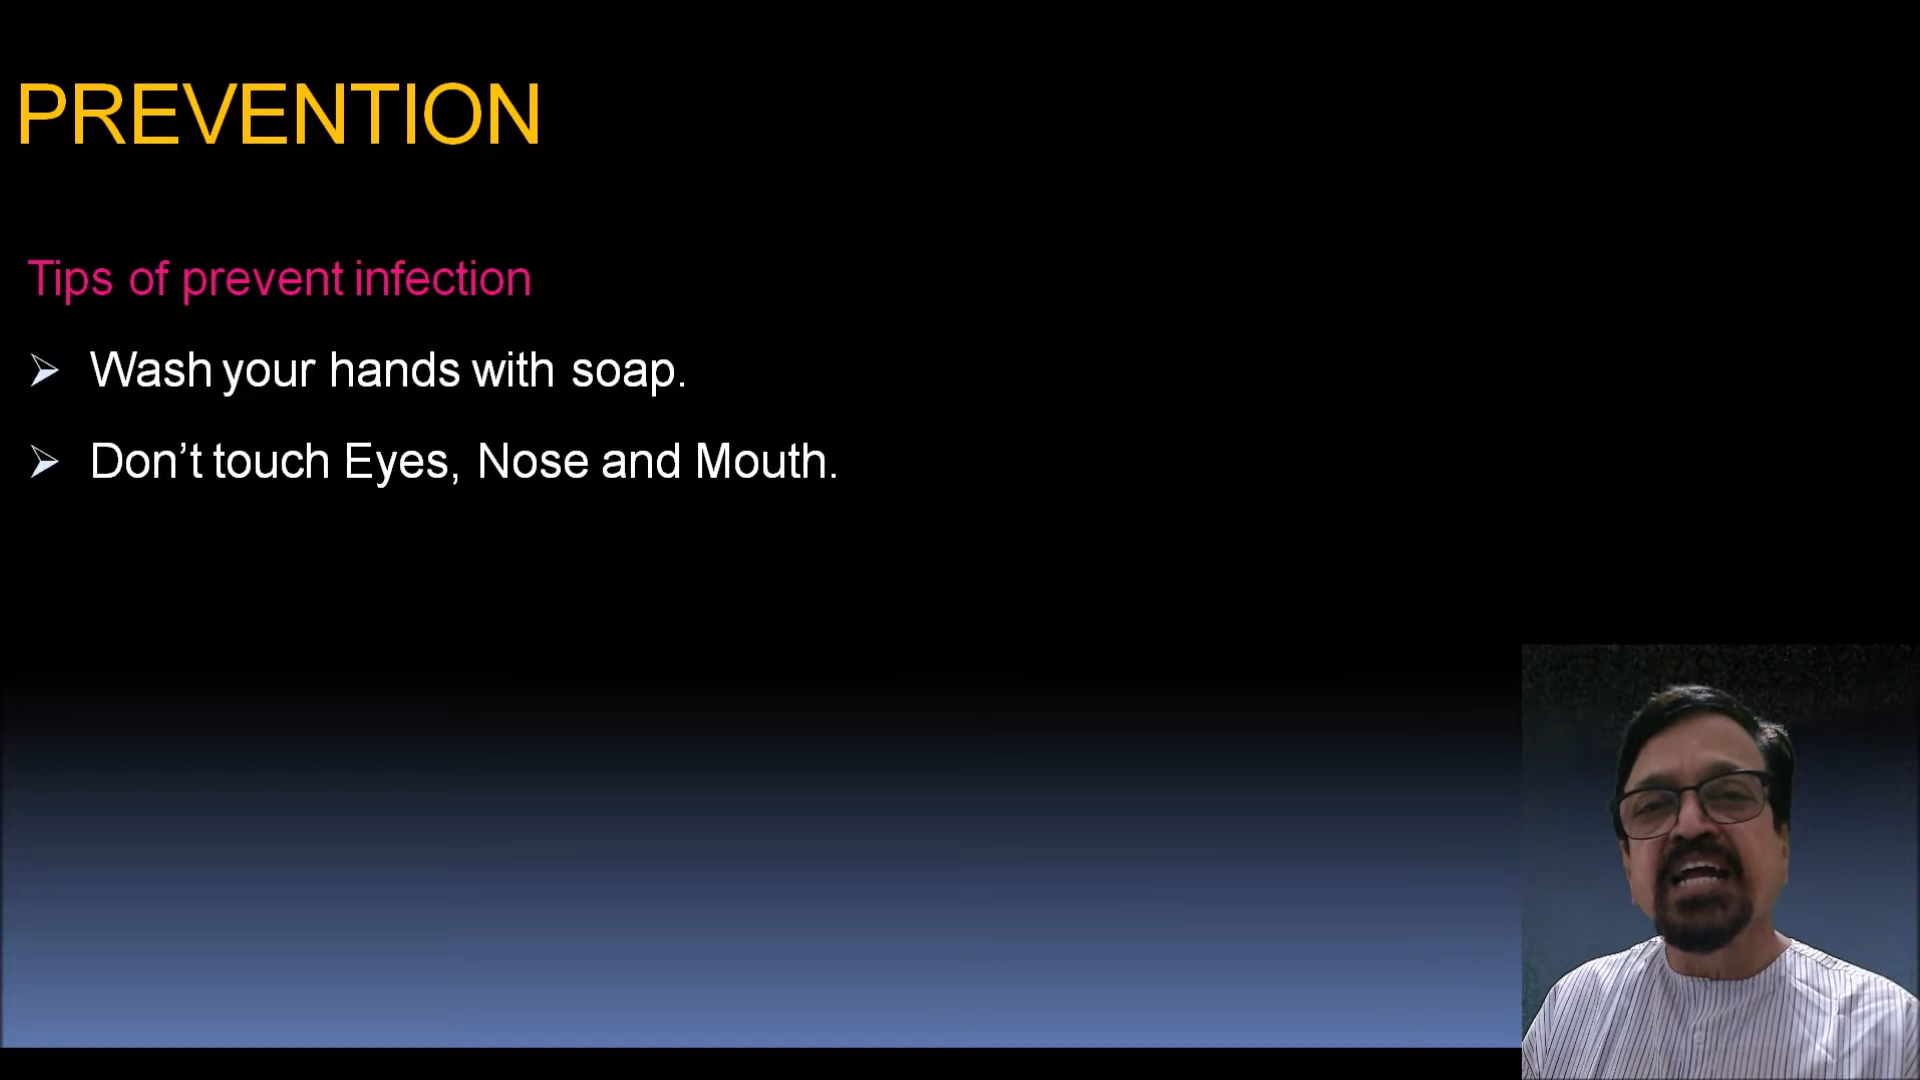 PREVENTION
Tips of prevent infection
➢ Wash your hands with soap.
➢ Don’t touch Eyes, Nose and Mouth.